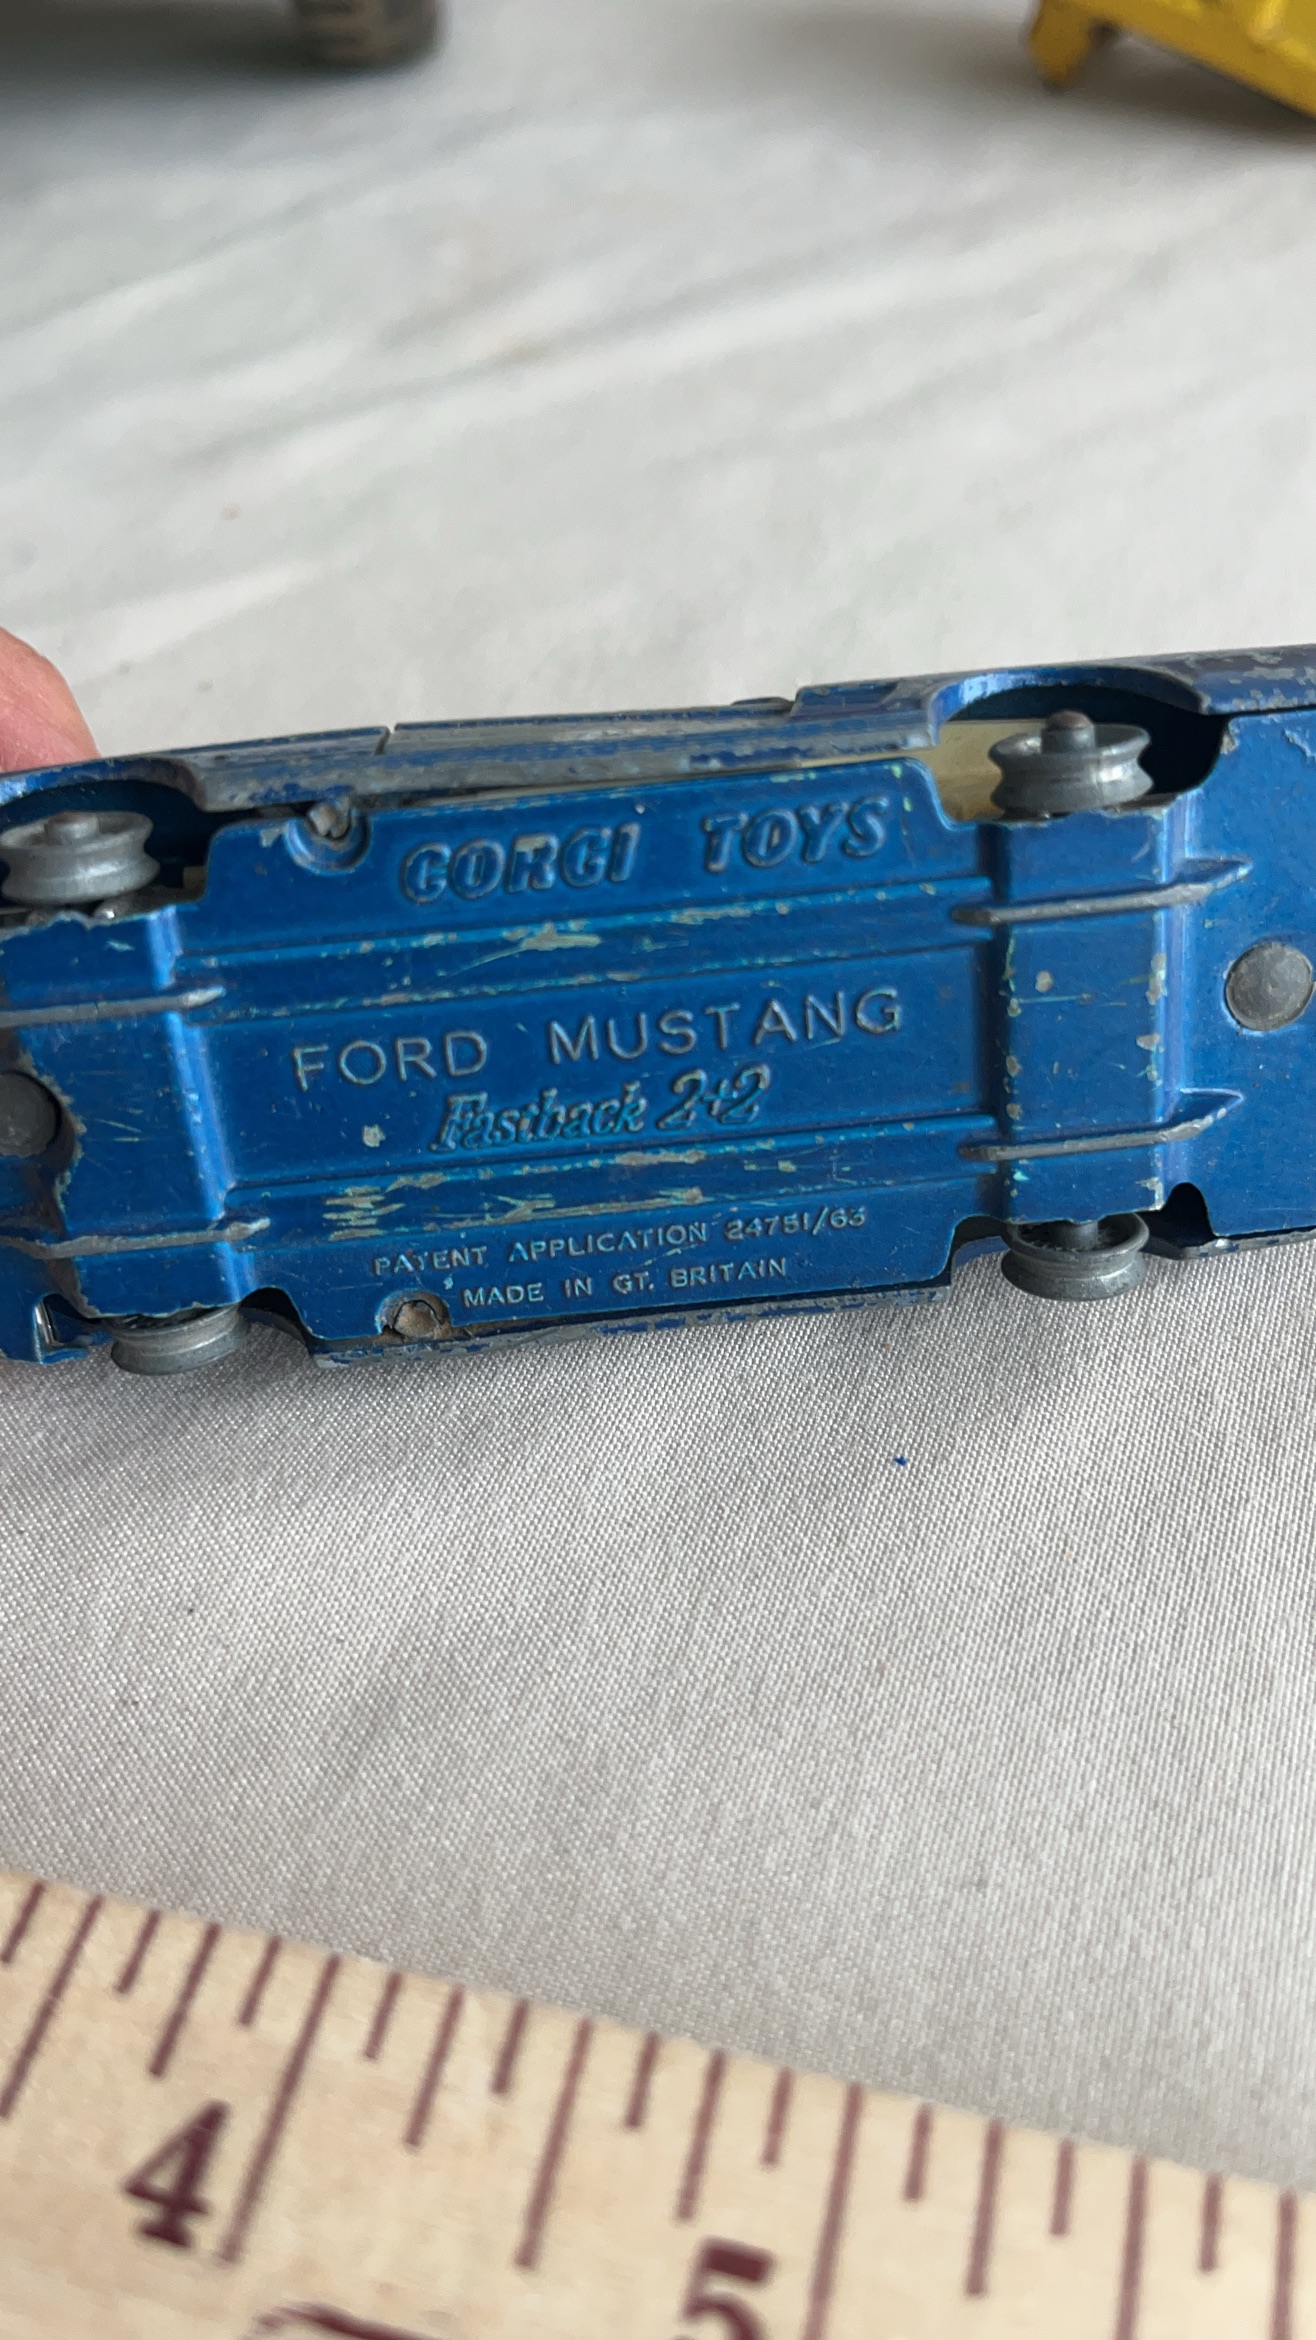 CORGI TOYS
FORD MUSTANG
Fastback 2+2
PATENT APPLICATION 24751/63
MADE IN GT. BRITAIN
4
5